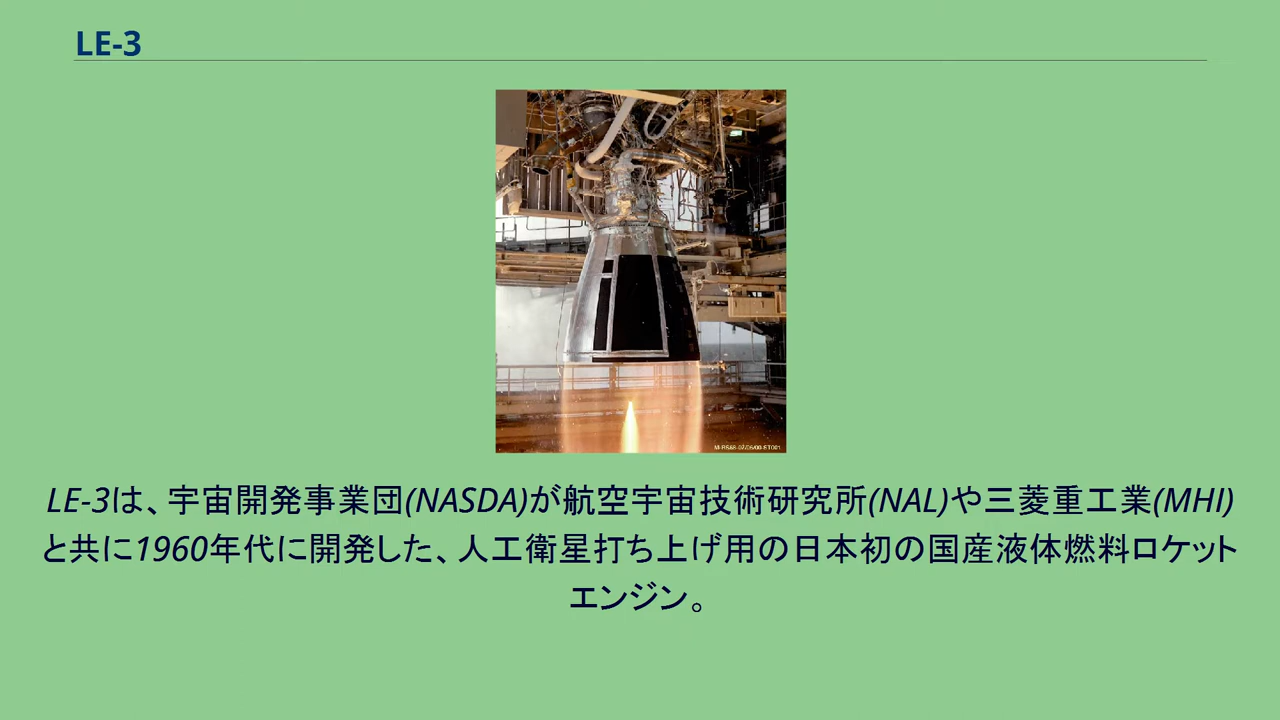 LE-3
LE-3は、宇宙開発事業団(NASDA)が航空宇宙技術研究所(NAL)や三菱重工業(MHI)
と共に1960年代に開発した、人工衛星打ち上げ用の日本初の国産液体燃料ロケット
エンジン。